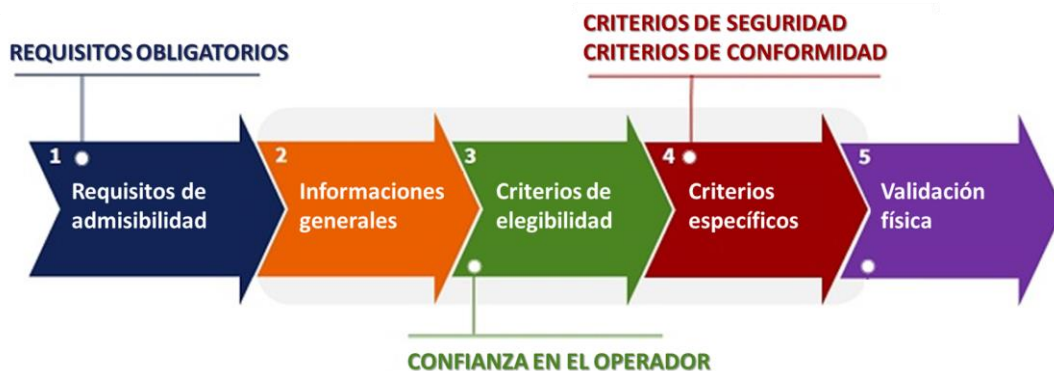 CRITERIOS DE SEGURIDAD
REQUISITOS OBLIGATORIOS
CRITERIOS DE CONFORMIDAD
1
Requisitos de
admisibilidad
2
Informaciones
generales
3
Criterios de
elegibilidad
4
Criterios
específicos
5
Validación
física
CONFIANZA EN EL OPERADOR